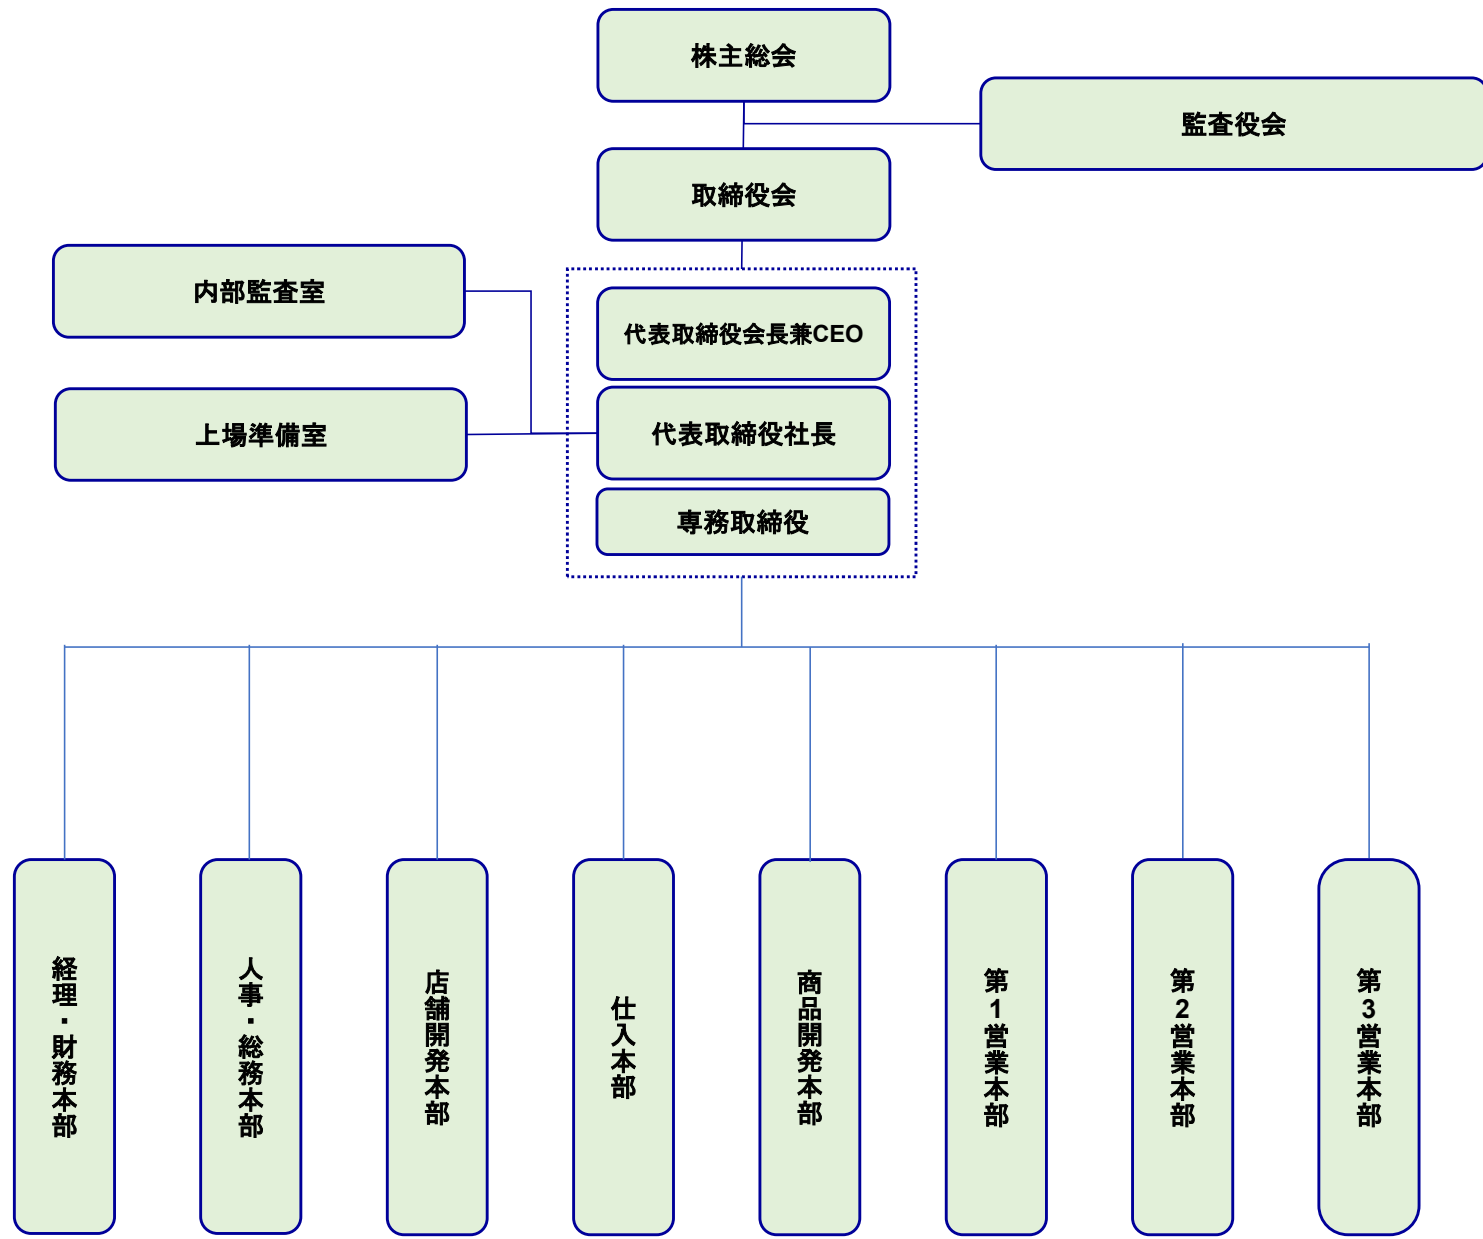 株主総会
監査役会
取締役会
内部監査室
代表取締役会長兼CEO
上場準備室
代表取締役社長
専務取締役
経理・財務本部
人事・総務本部
店舗開発本部
仕入本部
商品開発本部
第1営業本部
第2営業本部
第3営業本部